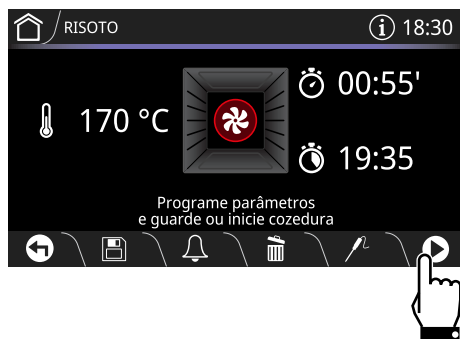 RISOTO
18:30
170 °C
00:55'
19:35
Programe parâmetros
e guarde ou inicie cozedura